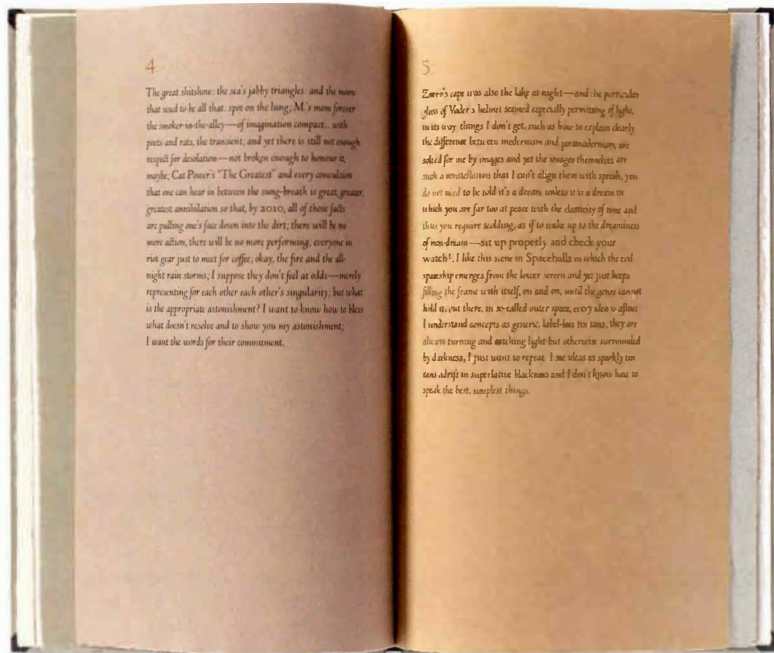 4
The great shitshow: the sea's jabby triangles: and the moon
that used to be all that: spot on the lung; M.'s mom forever
the smoker-in-the-alley—of imagination compact... with
poets and rats, the transient; and yet there is still not enough
respect for desolation—not broken enough to honour it;
maybe, Cat Power's "The Greatest" and every convulsion
that one can hear in between the sung-breath is great, greater,
greatest annihilation so that, by 2010, all of those falls
are pulling one's face down into the dirt; there will be no
more action, there will be no more performing, everyone in
riot gear just to meet for coffee; okay, the fire and the all-
night rain storms; I suppose they don't feel at odds—merely
representing for each other each other's singularity; but what
is the appropriate astonishment? I want to know how to bless
what doesn't resolve and to show you my astonishment;
I want the words for their commitment.
5
Zorro's cape was also the lake at night—and the particular
gloss of Vader's helmet seemed especially permitting of light,
in its way. things I don't get, such as how to explain clearly
the difference between modernism and postmodernism, are
solved for me by images and yet the images themselves are
such a constellation that I can't align them with speech, you
do not need to be told it's a dream unless it is a dream in
which you are far too at peace with the elasticity of time and
thus you require scolding, as if to wake up to the dreaminess
of non-dream—sit up properly and check your
watch!, I like this scene in Spaceballs in which the evil
spaceship emerges from the lower screen and yet just keeps
filling the frame with itself, on and on, until the genre cannot
hold it, out there, in so-called outer space, every idea is afloat
I understand concepts as generic, label-less tin cans, they are
always turning and catching light but otherwise surrounded
by darkness, I just want to repeat I see ideas as sparkly tin
cans adrift in superlative blackness and I don't know how to
speak the best, simplest things.